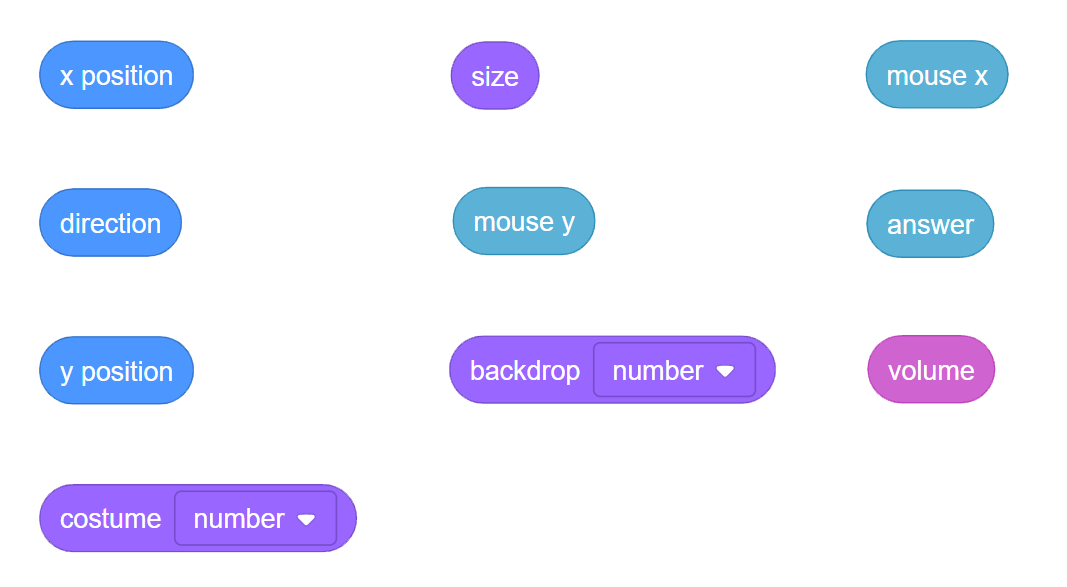 x position
size
mouse x
direction
mouse y
answer
y position
backdrop number
volume
costume number